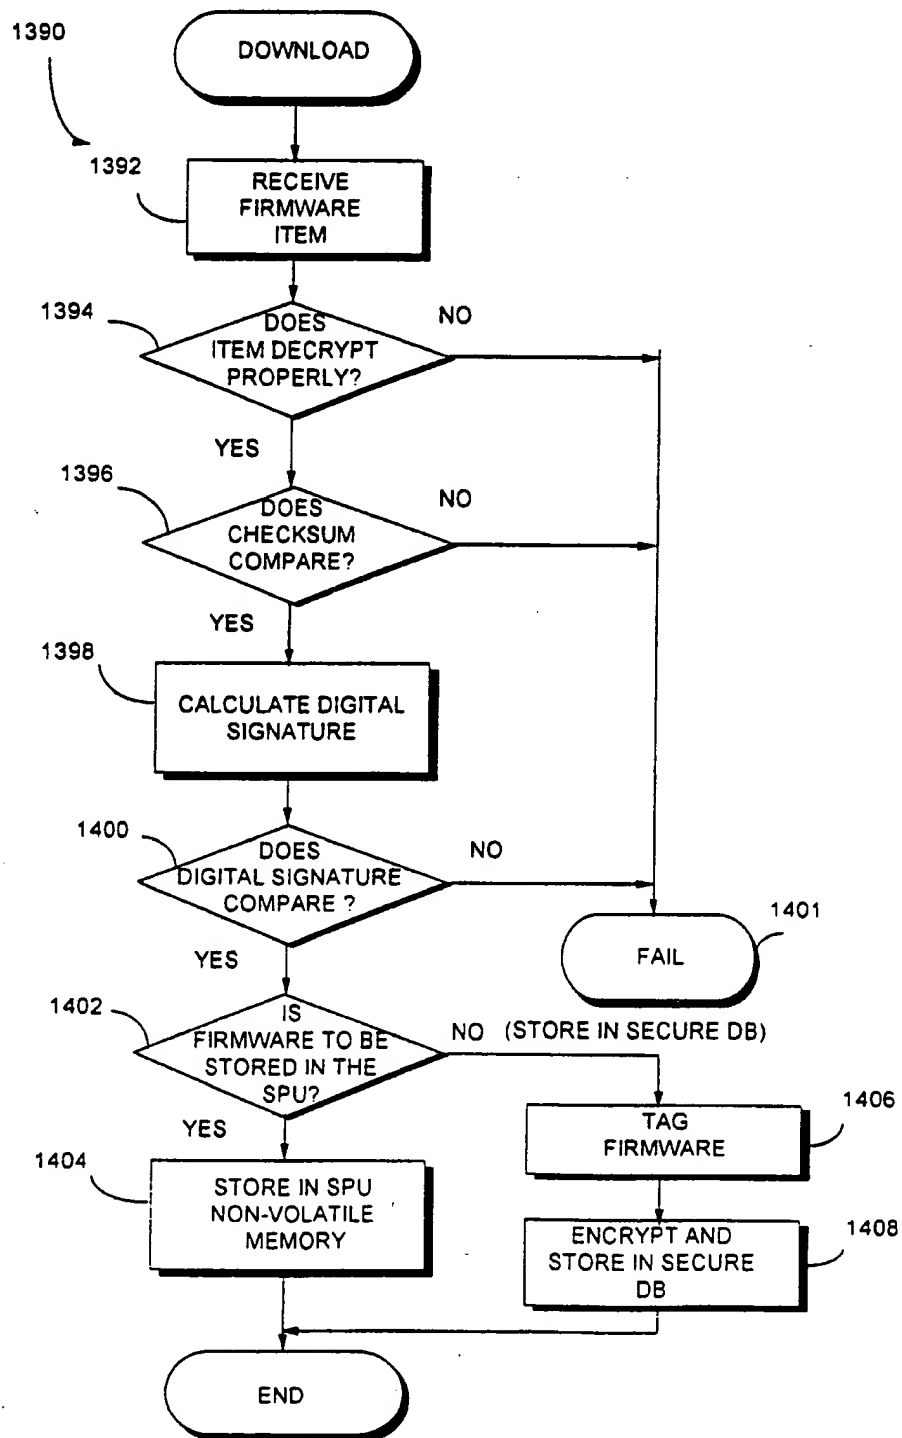 1390
DOWNLOAD
1392
RECEIVE
FIRMWARE
ITEM
1394
DOES
ITEM DECRYPT
PROPERLY?
NO
YES
1396
DOES
CHECKSUM
COMPARE?
NO
YES
1398
CALCULATE DIGITAL
SIGNATURE
1400
DOES
DIGITAL SIGNATURE
COMPARE ?
NO
YES
1401
FAIL
1402
IS
FIRMWARE TO BE
STORED IN THE
SPU?
NO (STORE IN SECURE DB)
YES
1406
TAG
FIRMWARE
1404
STORE IN SPU
NON-VOLATILE
MEMORY
1408
ENCRYPT AND
STORE IN SECURE
DB
END